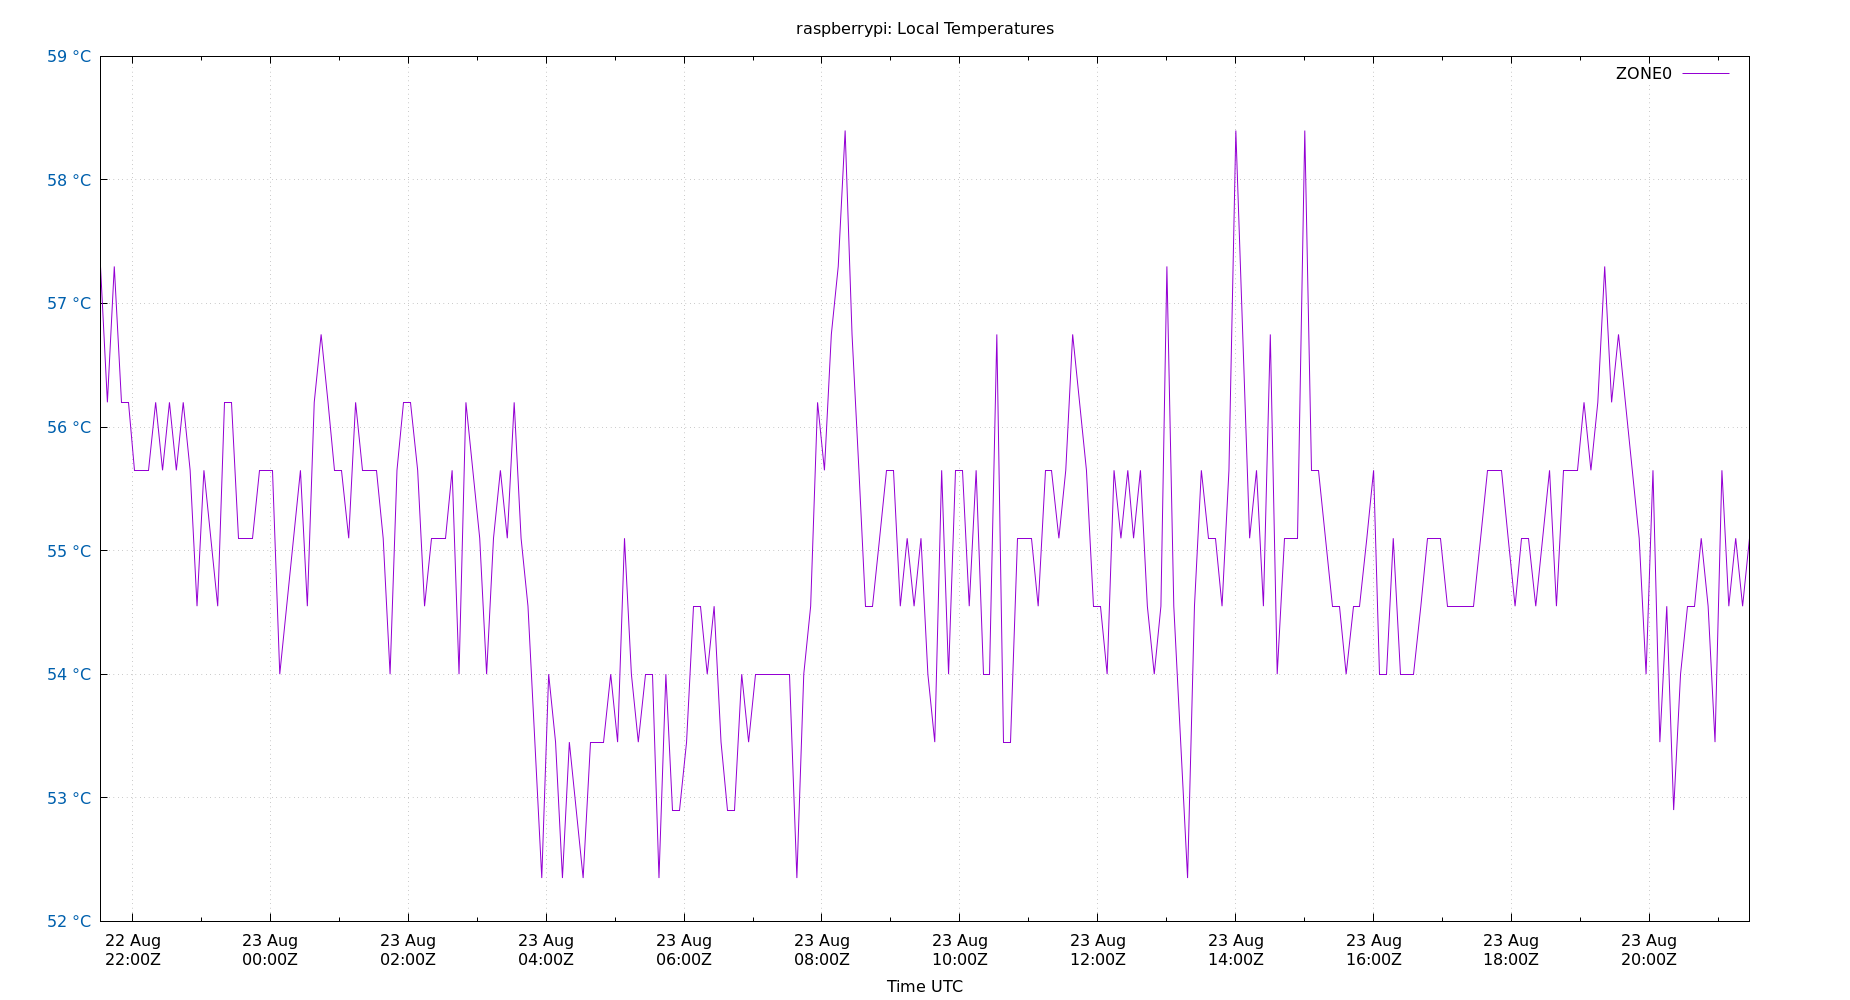 raspberrypi: Local Temperatures
59 °C
ZONE0
58 °C
57 °C
56 °C
55 °C
54 °C
53 °C
52 °C
22 Aug 23 Aug 23 Aug 23 Aug 23 Aug 23 Aug 23 Aug 23 Aug 23 Aug 23 Aug 23 Aug 23 Aug
22:00Z 00:00Z 02:00Z 04:00Z 06:00Z 08:00Z 10:00Z 12:00Z 14:00Z 16:00Z 18:00Z 20:00Z
Time UTC